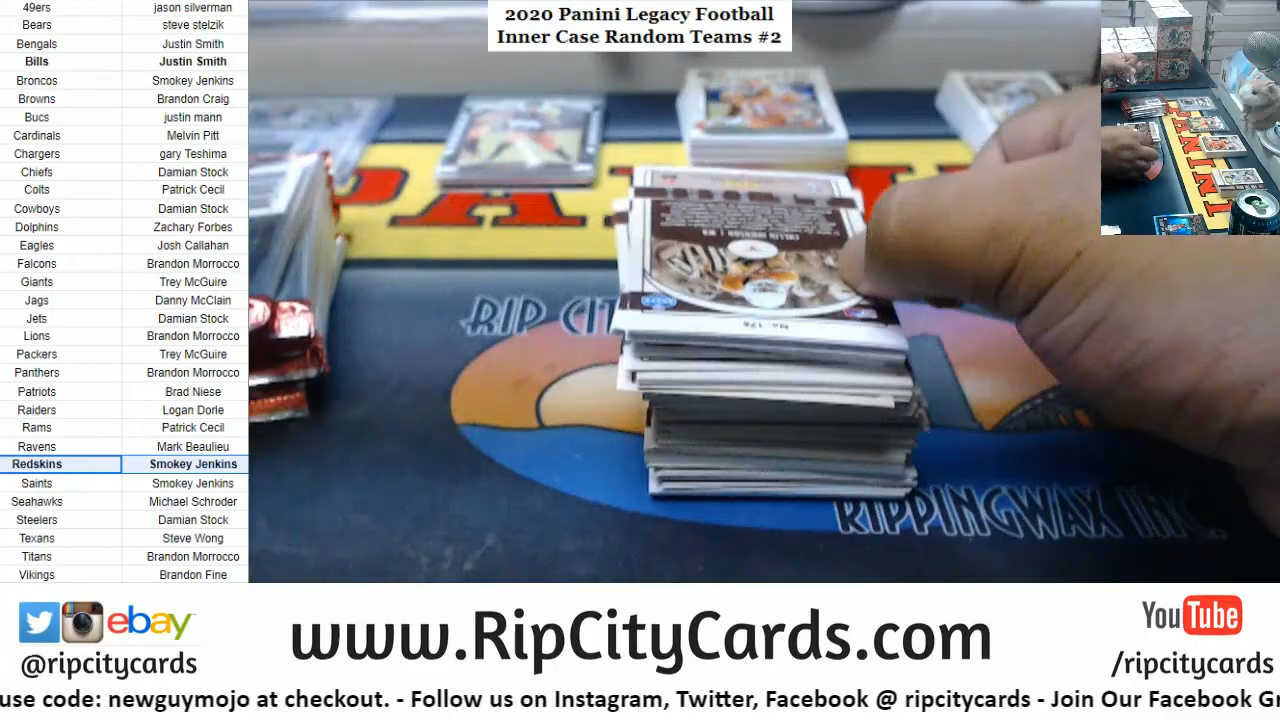 2020 Panini Legacy Football
Inner Case Random Teams #2
49ers jason silverman
Bears steve stelzik
Bengals Justin Smith
Bills Justin Smith
Broncos Smokey Jenkins
Browns Brandon Craig
Bucs justin mann
Cardinals Melvin Pitt
Chargers gary Teshima
Chiefs Damian Stock
Colts Patrick Cecil
Cowboys Damian Stock
Dolphins Zachary Forbes
Eagles Josh Callahan
Falcons Brandon Morrocco
Giants Trey McGuire
Jags Danny McClain
Jets Damian Stock
Lions Brandon Morrocco
Packers Trey McGuire
Panthers Brandon Morrocco
Patriots Brad Niese
Raiders Logan Dorle
Rams Patrick Cecil
Ravens Mark Beaulieu
Redskins Smokey Jenkins
Saints Smokey Jenkins
Seahawks Michael Schroder
Steelers Damian Stock
Texans Steve Wong
Titans Brandon Morrocco
Vikings Brandon Fine
RIP CIT
RIPPINGWAX INC.
ebay
@ripcitycards
www.RipCityCards.com
YouTube
/ripcitycards
use code: newguymojo at checkout. - Follow us on Instagram, Twitter, Facebook @ ripcitycards - Join Our Facebook Gr